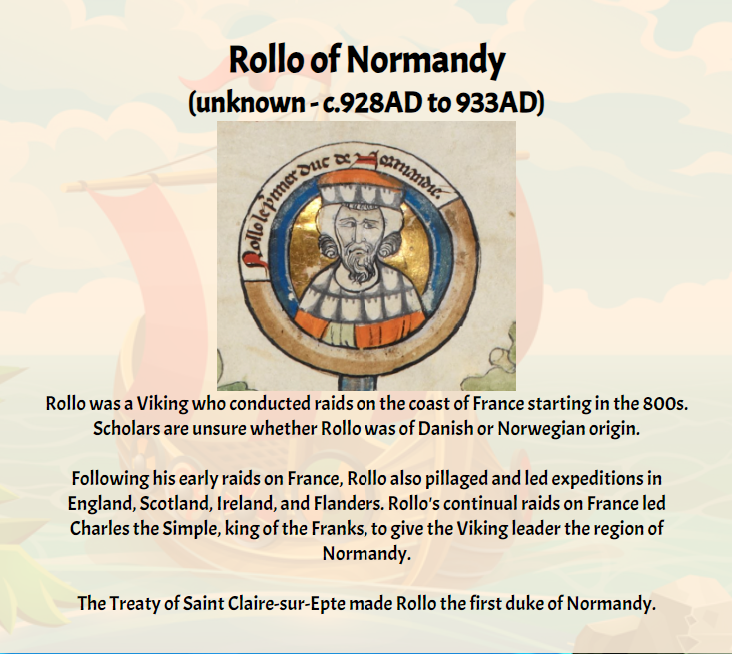 Rollo of Normandy
(unknown - c.928AD to 933AD)
Rollo le primer duc de Normandie.
Rollo was a Viking who conducted raids on the coast of France starting in the 800s.
Scholars are unsure whether Rollo was of Danish or Norwegian origin.
Following his early raids on France, Rollo also pillaged and led expeditions in
England, Scotland, Ireland, and Flanders. Rollo's continual raids on France led
Charles the Simple, king of the Franks, to give the Viking leader the region of
Normandy.
The Treaty of Saint Claire-sur-Epte made Rollo the first duke of Normandy.